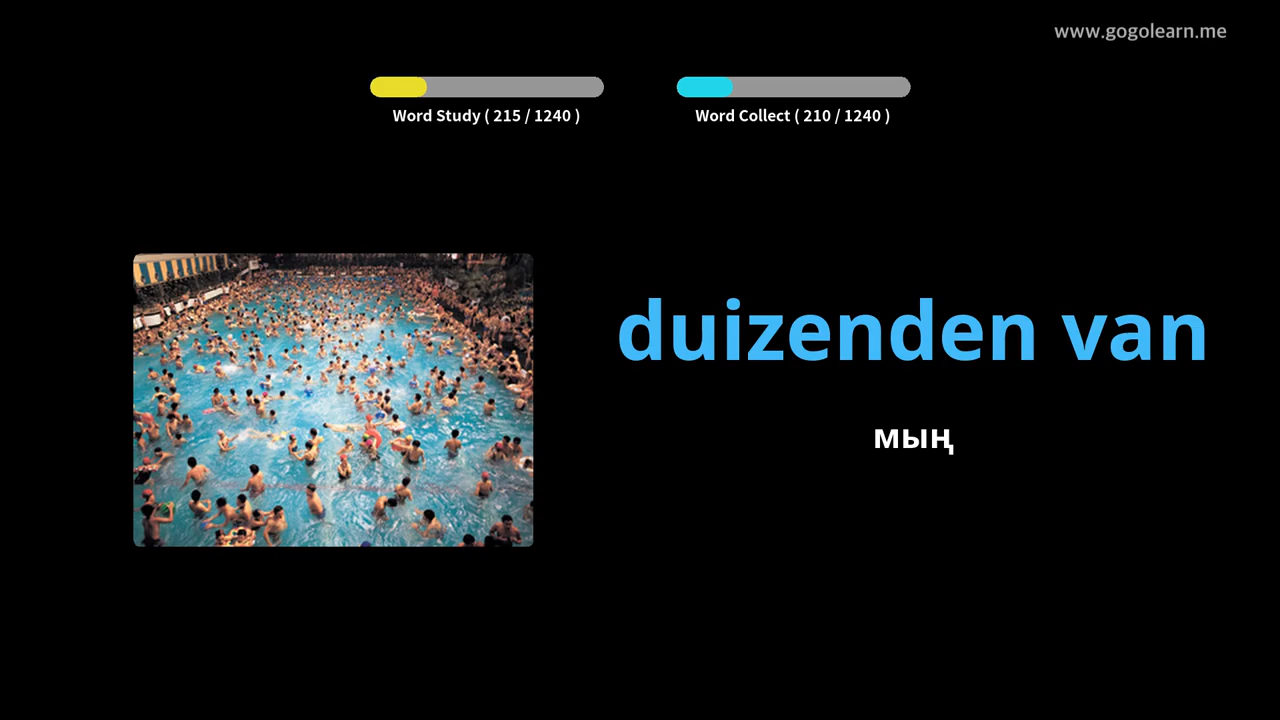 www.gogolearn.me
Word Study ( 215 / 1240 )
Word Collect ( 210 / 1240 )
duizenden van
мың